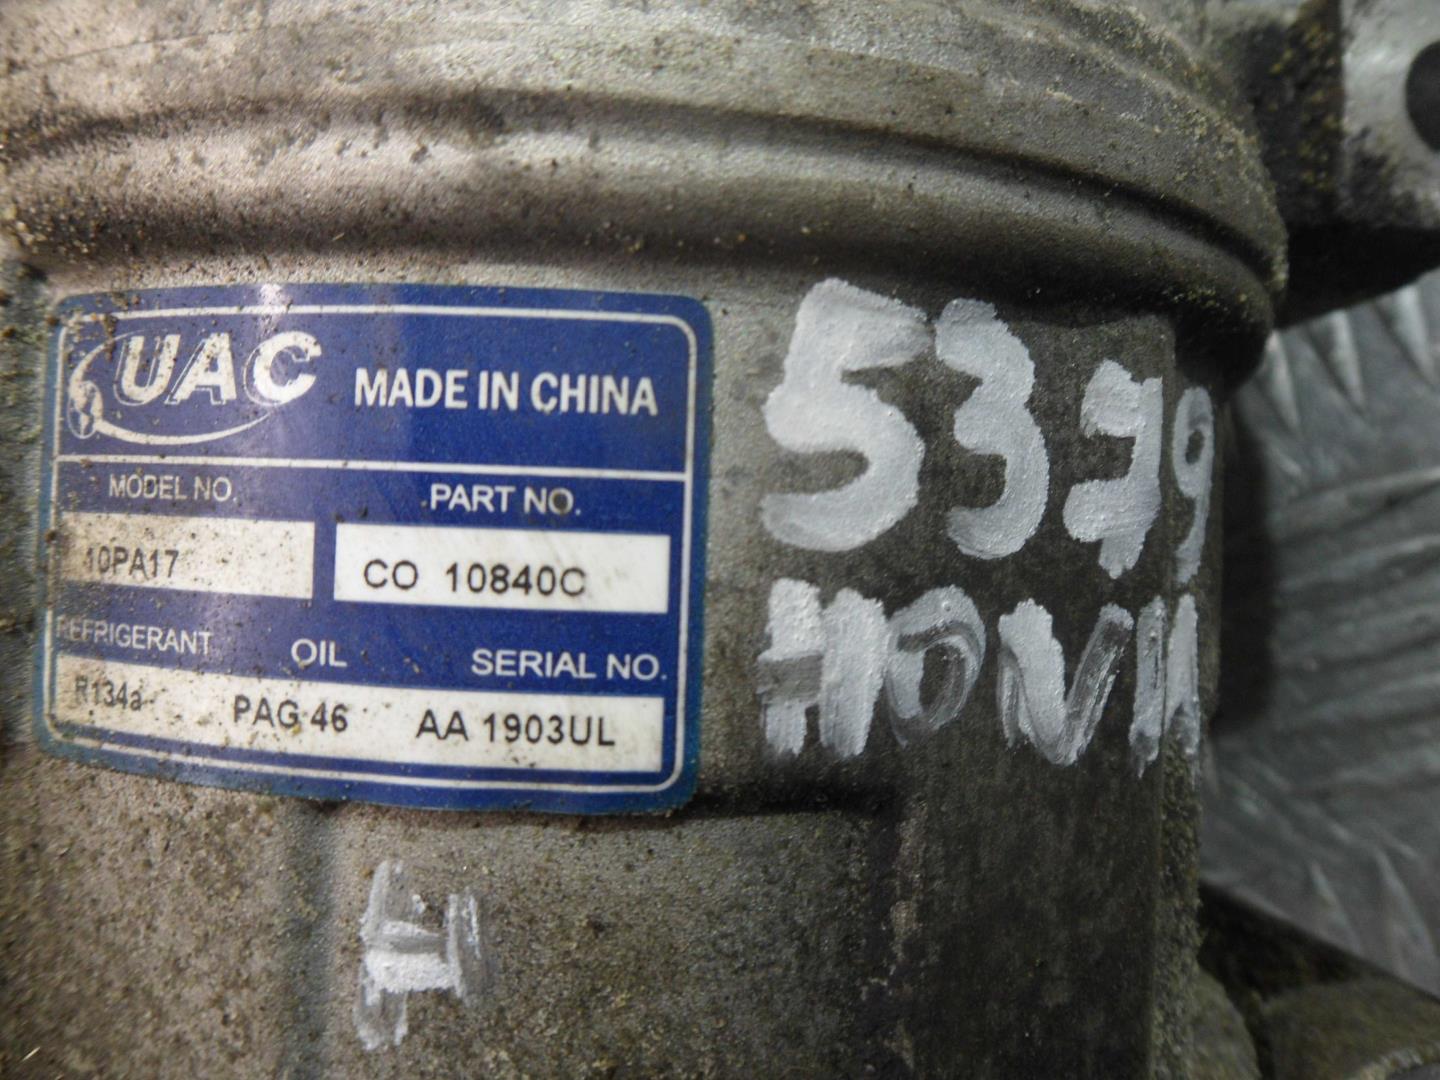 UAC MADE IN CHINA
MODEL NO. PART NO.
10PA17 CO 10840C
REFRIGERANT OIL SERIAL NO.
R134a PAG 46 AA 1903UL
5379